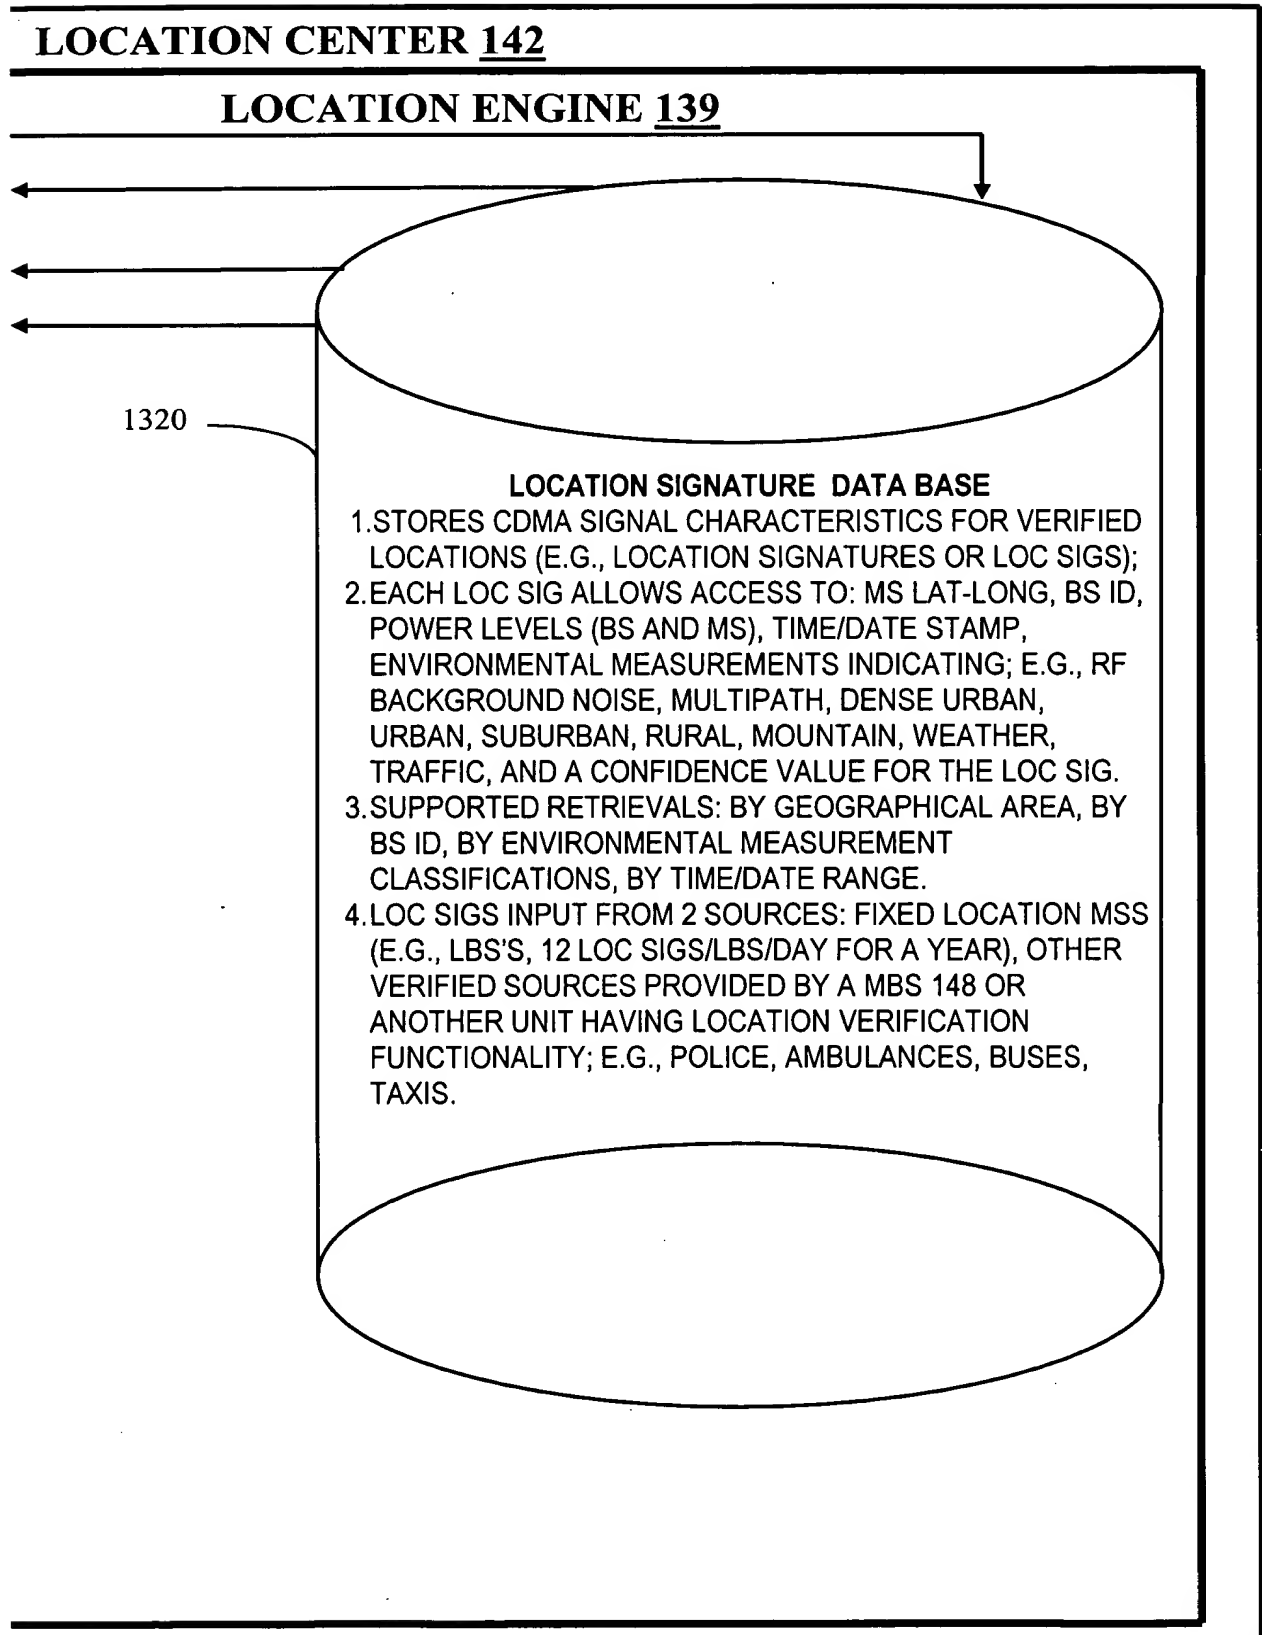 LOCATION CENTER 142
LOCATION ENGINE 139
1320
LOCATION SIGNATURE DATA BASE
1.STORES CDMA SIGNAL CHARACTERISTICS FOR VERIFIED
LOCATIONS (E.G., LOCATION SIGNATURES OR LOC SIGS);
2.EACH LOC SIG ALLOWS ACCESS TO: MS LAT-LONG, BS ID,
POWER LEVELS (BS AND MS), TIME/DATE STAMP,
ENVIRONMENTAL MEASUREMENTS INDICATING; E.G., RF
BACKGROUND NOISE, MULTIPATH, DENSE URBAN,
URBAN, SUBURBAN, RURAL, MOUNTAIN, WEATHER,
TRAFFIC, AND A CONFIDENCE VALUE FOR THE LOC SIG.
3.SUPPORTED RETRIEVALS: BY GEOGRAPHICAL AREA, BY
BS ID, BY ENVIRONMENTAL MEASUREMENT
CLASSIFICATIONS, BY TIME/DATE RANGE.
4.LOC SIGS INPUT FROM 2 SOURCES: FIXED LOCATION MSS
(E.G., LBS'S, 12 LOC SIGS/LBS/DAY FOR A YEAR), OTHER
VERIFIED SOURCES PROVIDED BY A MBS 148 OR
ANOTHER UNIT HAVING LOCATION VERIFICATION
FUNCTIONALITY; E.G., POLICE, AMBULANCES, BUSES,
TAXIS.